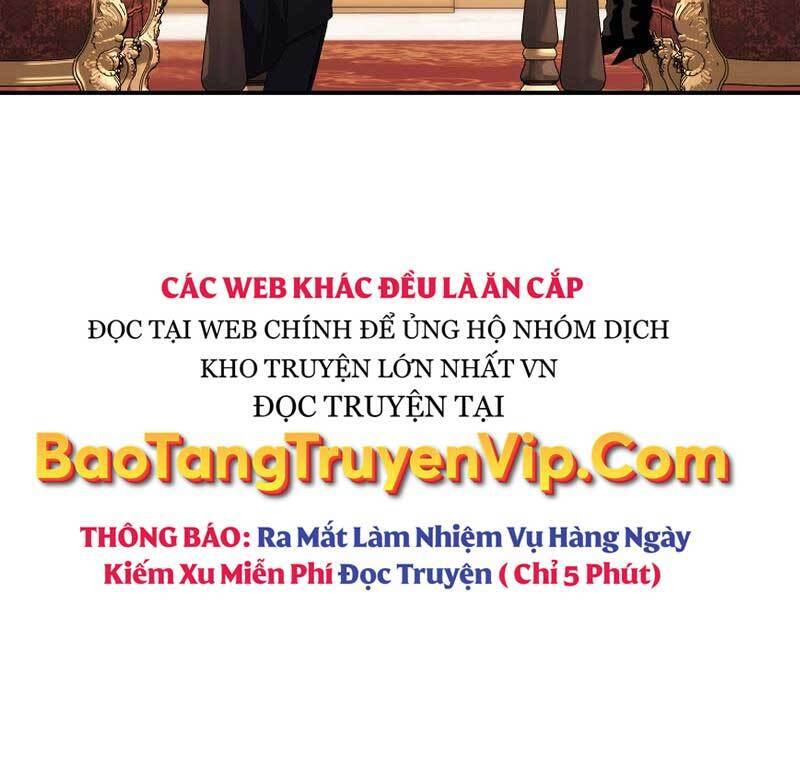 CÁC WEB KHÁC ĐỀU LÀ ĂN CẮP
ĐỌC TẠI WEB CHÍNH ĐỂ ỦNG HỘ NHÓM DỊCH
KHO TRUYỆN LỚN NHẤT VN
ĐỌC TRUYỆN TẠI
BaoTangTruyenVip.Com
THÔNG BÁO: Ra Mắt Làm Nhiệm Vụ Hàng Ngày
Kiếm Xu Miễn Phí Đọc Truyện ( Chỉ 5 Phút)